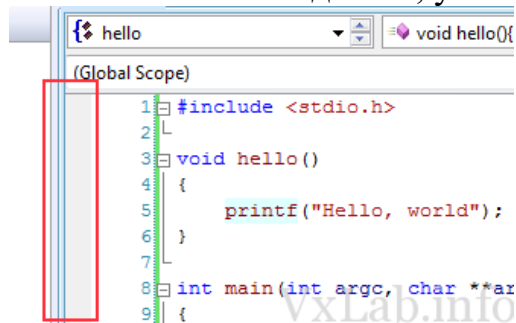 hello void hello(){
(Global Scope)
1 #include <stdio.h>
2
3 void hello()
4 {
5 printf("Hello, world");
6 }
7
8 int main(int argc, char **ar
9 {
VxLab.info